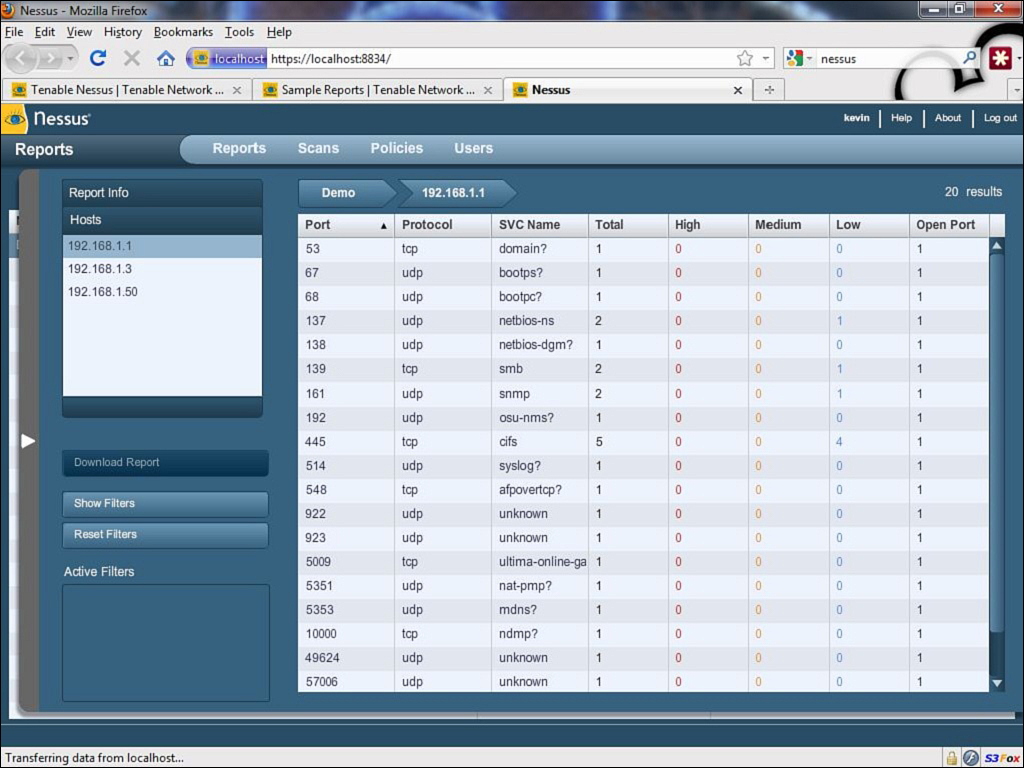 Nessus - Mozilla Firefox
File Edit View History Bookmarks Tools Help
localhost https://localhost:8834/ nessus
Tenable Nessus | Tenable Network ... Sample Reports | Tenable Network ... Nessus
Nessus kevin Help About Log out
Reports Reports Scans Policies Users
Report Info Demo 192.168.1.1 20 results
Hosts
192.168.1.1
192.168.1.3
192.168.1.50
Download Report
Show Filters
Reset Filters
Active Filters
Port Protocol SVC Name Total High Medium Low Open Port
53 tcp domain? 1 0 0 0 1
67 udp bootps? 1 0 0 0 1
68 udp bootpc? 1 0 0 0 1
137 udp netbios-ns 2 0 0 1 1
138 udp netbios-dgm? 1 0 0 0 1
139 tcp smb 2 0 0 1 1
161 udp snmp 2 0 0 1 1
192 udp osu-nms? 1 0 0 0 1
445 tcp cifs 5 0 0 4 1
514 udp syslog? 1 0 0 0 1
548 tcp afpovertcp? 1 0 0 0 1
922 udp unknown 1 0 0 0 1
923 udp unknown 1 0 0 0 1
5009 tcp ultima-online-ga 1 0 0 0 1
5351 udp nat-pmp? 1 0 0 0 1
5353 udp mdns? 1 0 0 0 1
10000 tcp ndmp? 1 0 0 0 1
49624 udp unknown 1 0 0 0 1
57006 udp unknown 1 0 0 0 1
Transferring data from localhost... S3Fox